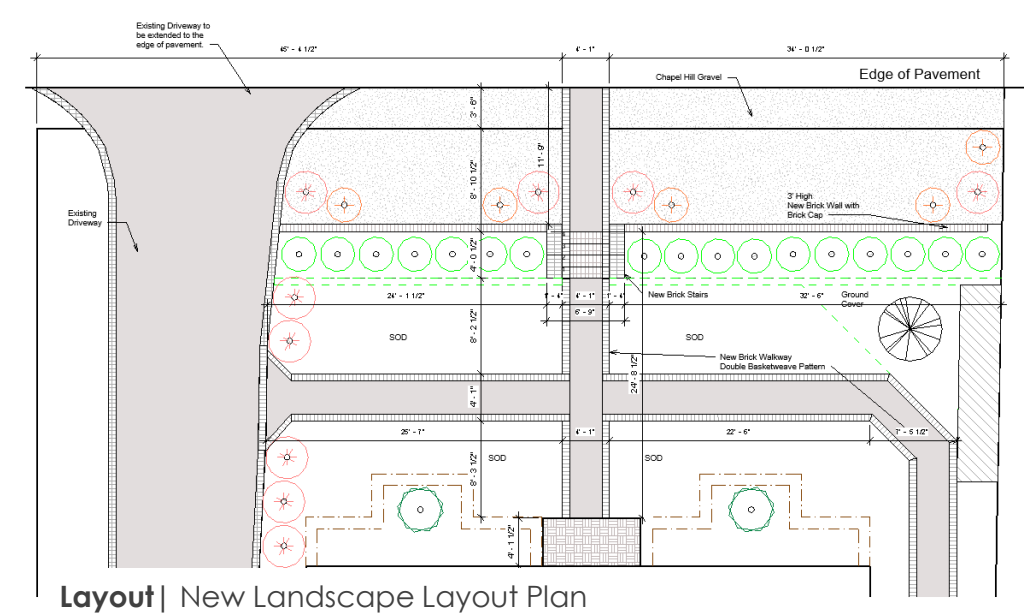 Existing Driveway to
be extended to the
edge of pavement.
4' - 1"
34' - 0 1/2"
Chapel Hill Gravel
Edge of Pavement
3' - 6"
11' - 9"
8' - 10 1/2"
3' High
New Brick Wall with
Brick Cap
Existing
Driveway
4' - 0 1/2"
24' - 1 1/2"
1' - 4"
4' - 1"
1' - 4"
New Brick Stairs
32' - 6"
Ground
Cover
6' - 9"
8' - 2 1/2"
SOD
SOD
New Brick Walkway
Double Basketweave Pattern
24' - 8 1/2"
4' - 1"
25' - 7"
4' - 1"
22' - 6"
7' - 5 1/2"
SOD
SOD
8' - 3 1/2"
4' - 1 1/2"
Layout| New Landscape Layout Plan